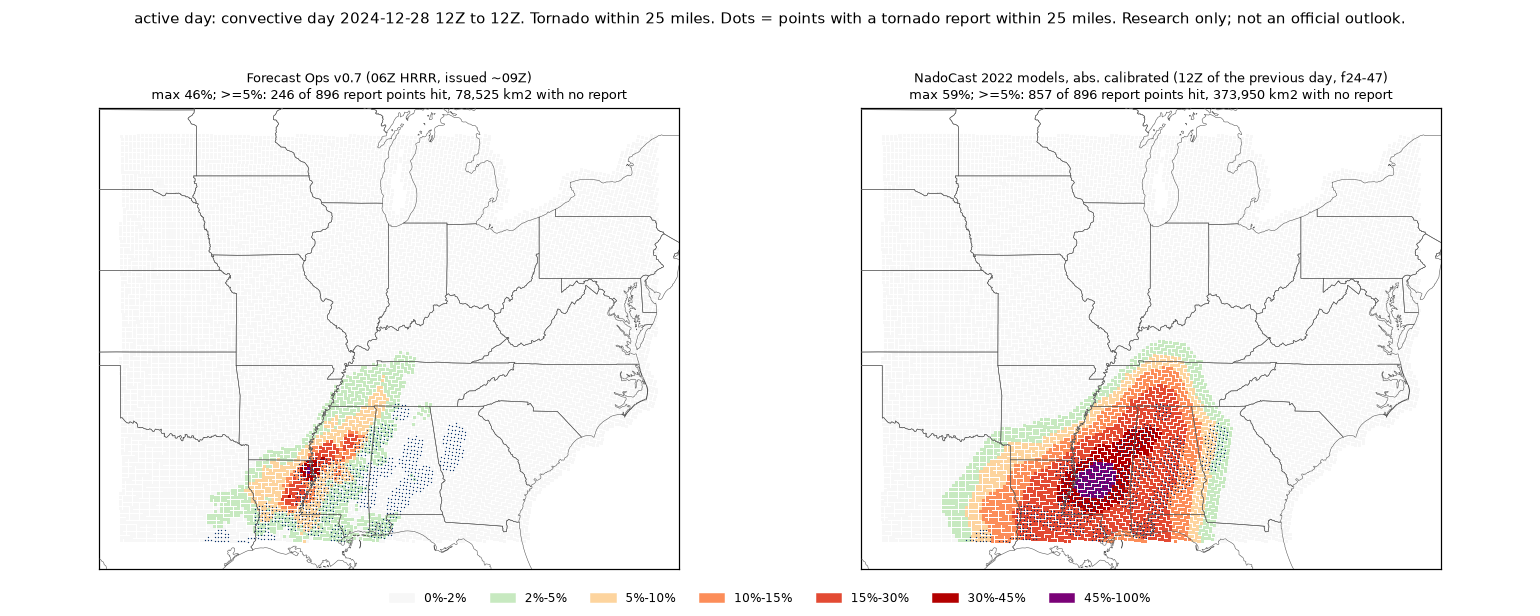 active day: convective day 2024-12-28 12Z to 12Z. Tornado within 25 miles. Dots = points with a tornado report within 25 miles. Research only; not an official outlook.
Forecast Ops v0.7 (06Z HRRR, issued ~09Z)
max 46%; >=5%: 246 of 896 report points hit, 78,525 km2 with no report
NadoCast 2022 models, abs. calibrated (12Z of the previous day, f24-47)
max 59%; >=5%: 857 of 896 report points hit, 373,950 km2 with no report
0%-2%
2%-5%
5%-10%
10%-15%
15%-30%
30%-45%
45%-100%